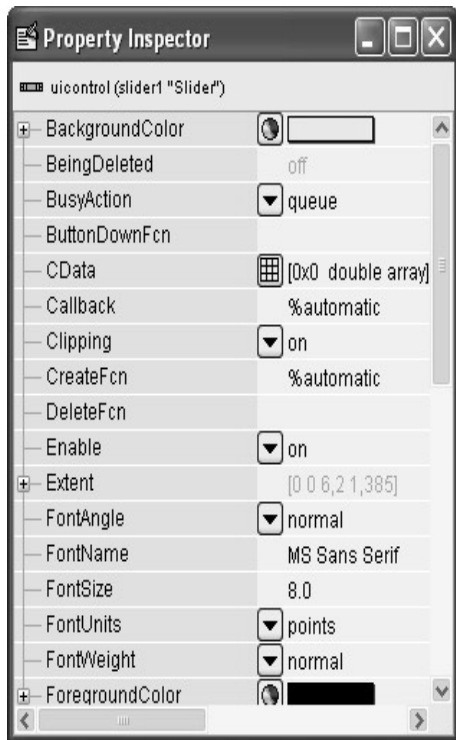 Property Inspector
uicontrol (slider1 "Slider")
BackgroundColor
BeingDeleted off
BusyAction queue
ButtonDownFcn
CData [0x0 double array]
Callback %automatic
Clipping on
CreateFcn %automatic
DeleteFcn
Enable on
Extent [0 0 6,2 1,385]
FontAngle normal
FontName MS Sans Serif
FontSize 8.0
FontUnits points
FontWeight normal
ForegroundColor